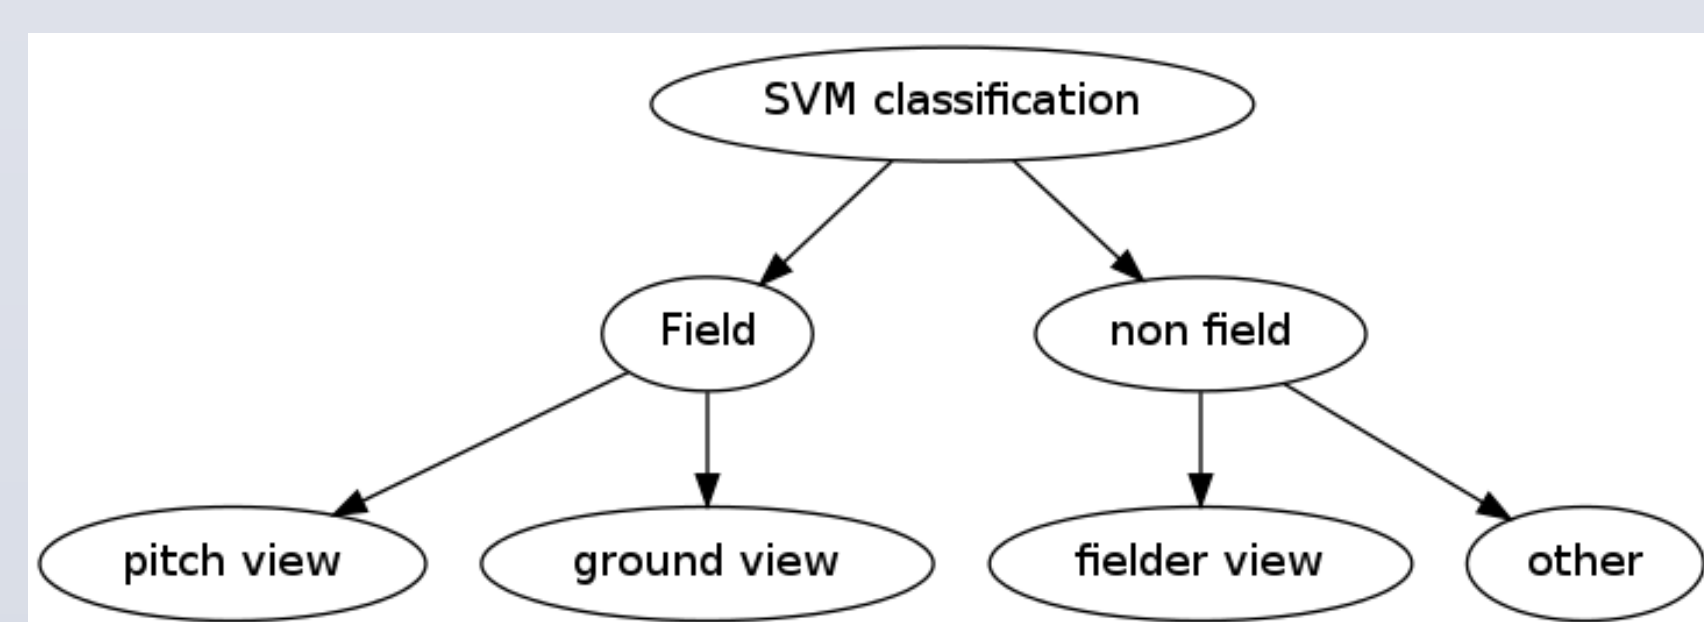 SVM classification
Field
non field
pitch view
ground view
fielder view
other